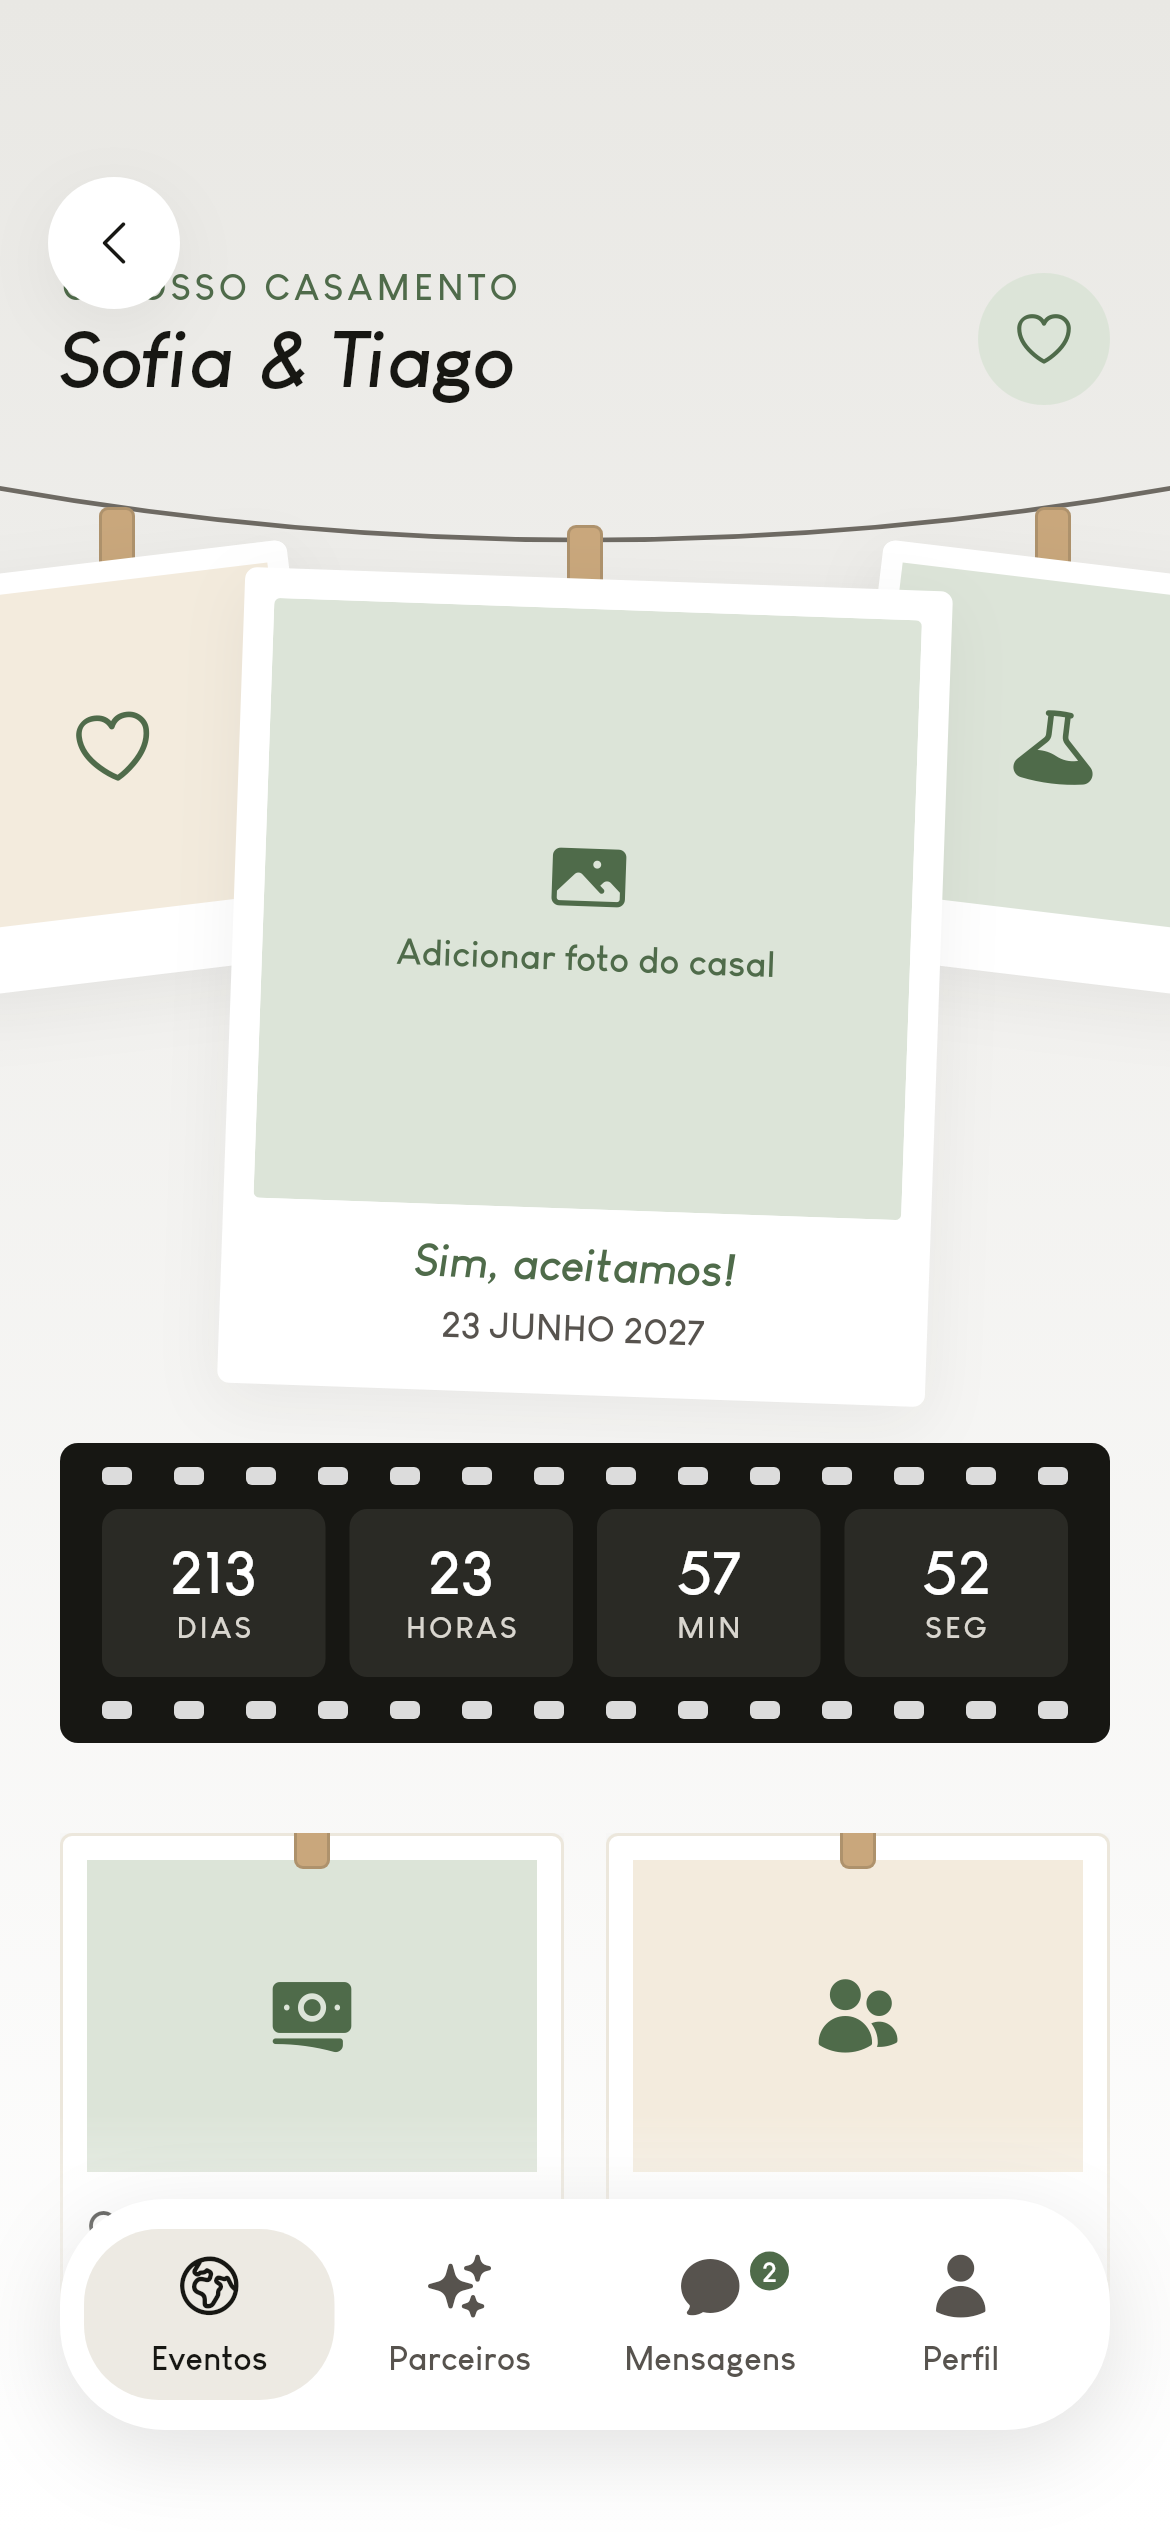 SSO CASAMENTO
Sofia & Tiago
Adicionar foto do casal
Sim, aceitamos!
23 JUNHO 2027
213
DIAS
23
HORAS
57
MIN
52
SEG
Eventos
Parceiros
2
Mensagens
Perfil